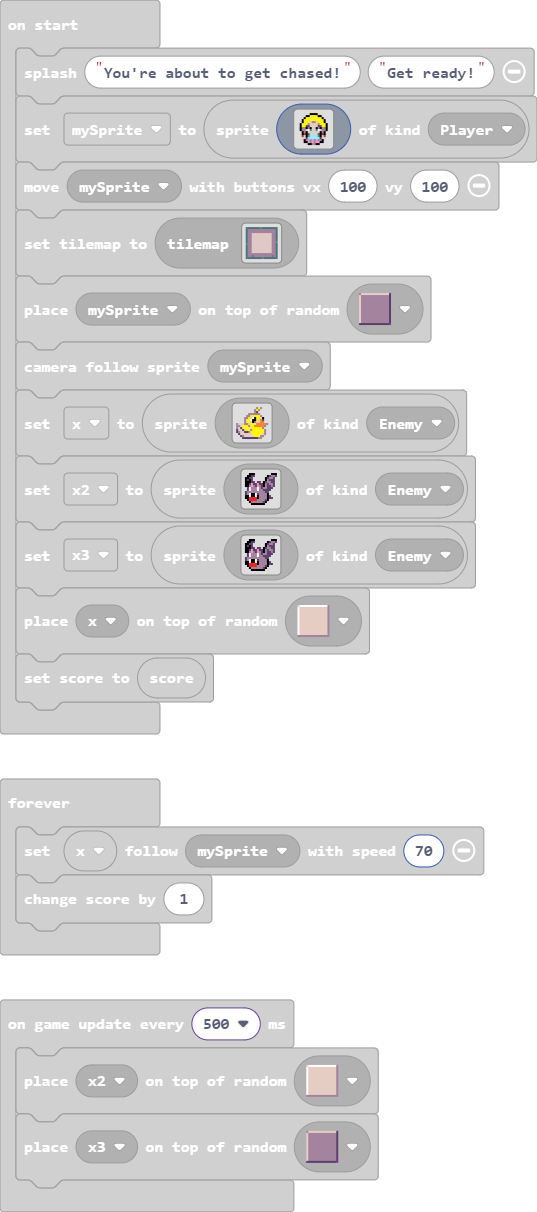 on start
splash "You're about to get chased!" "Get ready!"
set mySprite to sprite of kind Player
move mySprite with buttons vx 100 vy 100
set tilemap to tilemap
place mySprite on top of random
camera follow sprite mySprite
set x to sprite of kind Enemy
set x2 to sprite of kind Enemy
set x3 to sprite of kind Enemy
place x on top of random
set score to score
forever
set x follow mySprite with speed 70
change score by 1
on game update every 500 ms
place x2 on top of random
place x3 on top of random